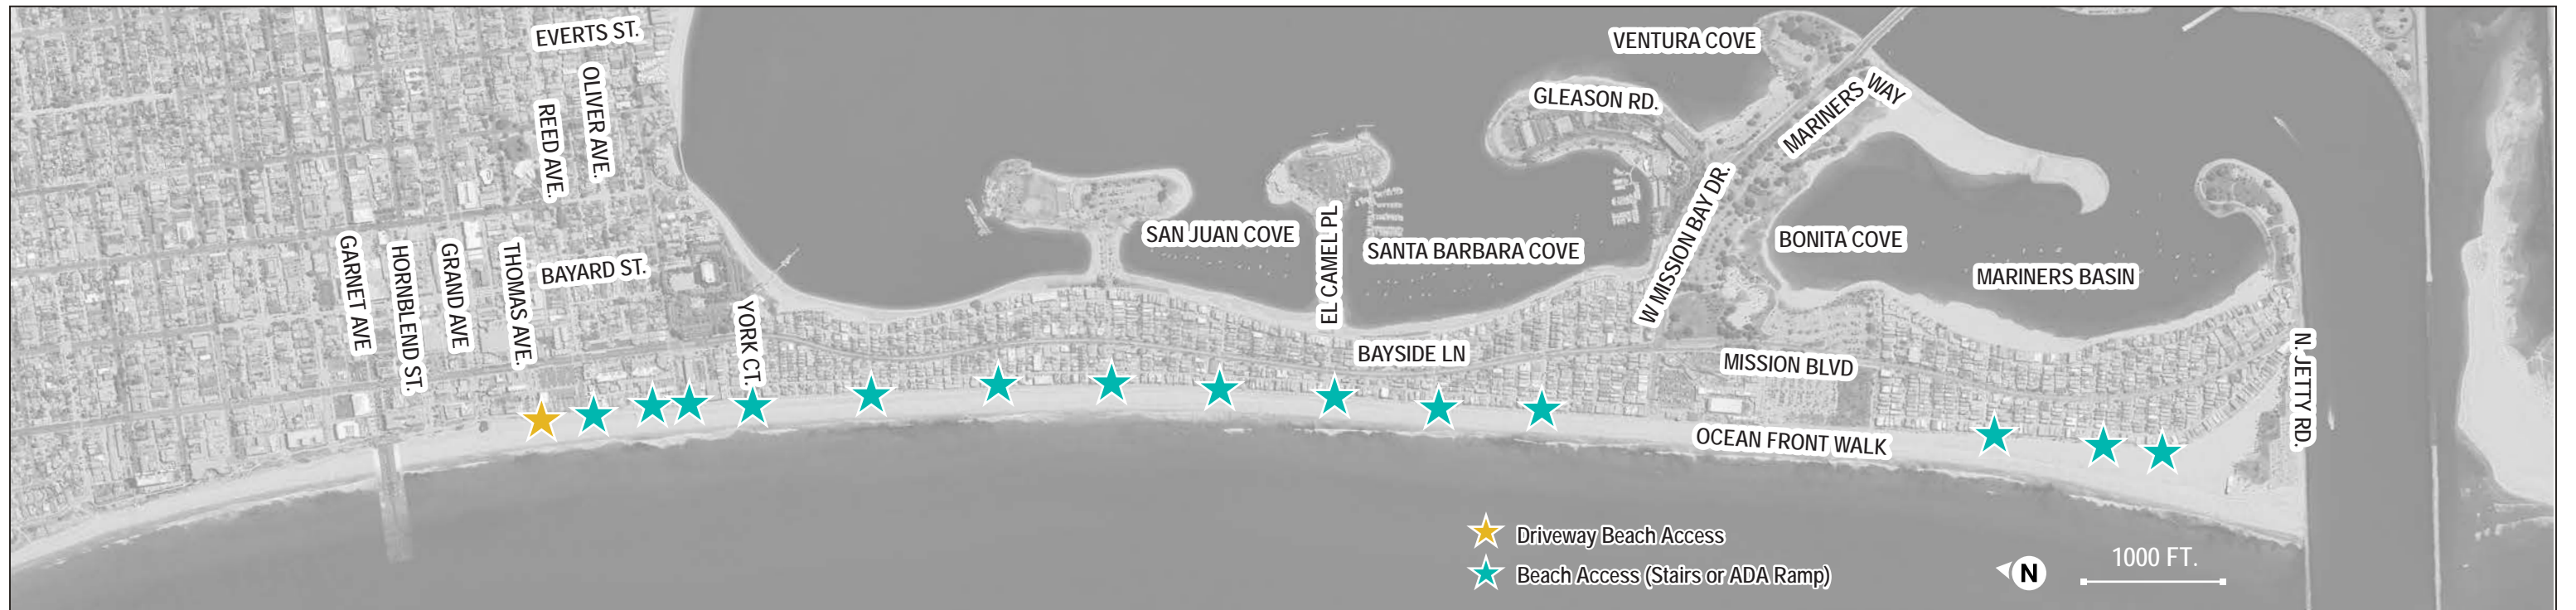 EVERTS ST.
OLIVER AVE.
REED AVE.
VENTURA COVE
GLEASON RD.
MARINERS WAY
GARNET AVE
HORNBLEND ST.
GRAND AVE
THOMAS AVE.
BAYARD ST.
YORK CT.
SAN JUAN COVE
EL CAMEL PL
SANTA BARBARA COVE
W MISSION BAY DR.
BONITA COVE
MARINERS BASIN
BAYSIDE LN
MISSION BLVD
N. JETTY RD.
OCEAN FRONT WALK
Driveway Beach Access
Beach Access (Stairs or ADA Ramp)
N
1000 FT.